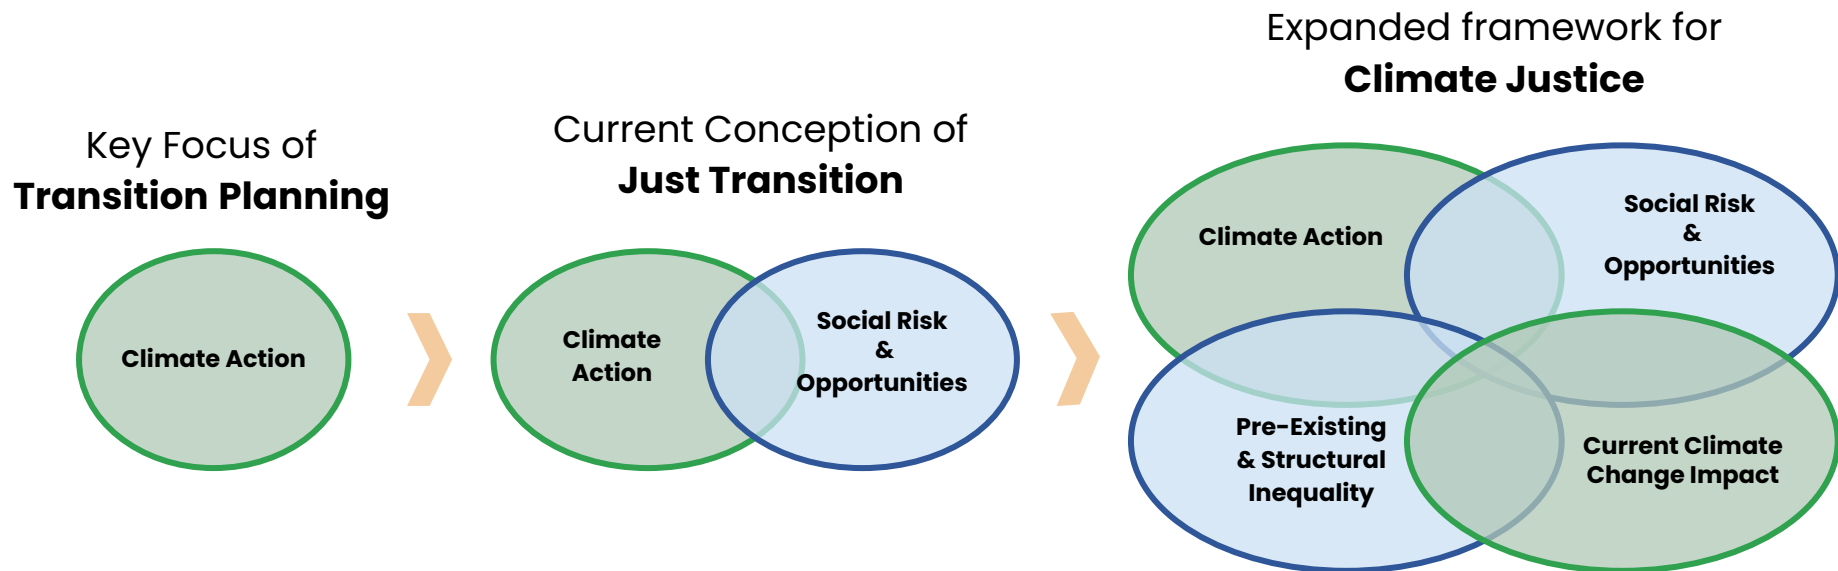 Key Focus of
Transition Planning
Climate Action
Current Conception of
Just Transition
Climate
Action
Social Risk
&
Opportunities
Expanded framework for
Climate Justice
Climate Action
Social Risk
&
Opportunities
Pre-Existing
& Structural
Inequality
Current Climate
Change Impact